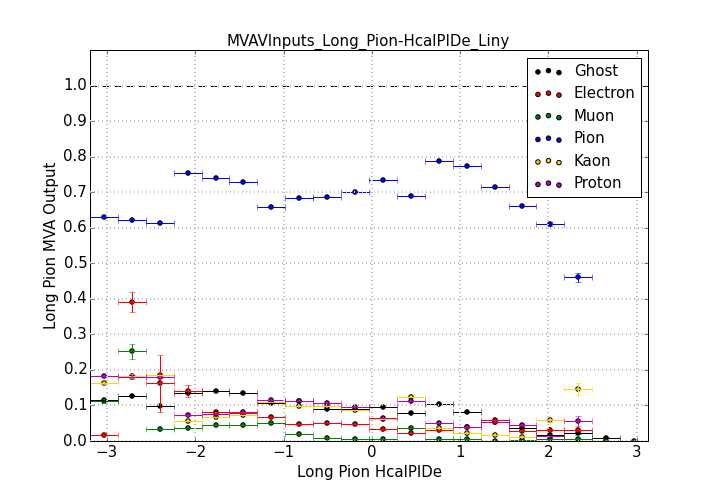 MVAVInputs_Long_Pion-HcalPIDe_Liny
1.0
0.9
0.8
0.7
0.6
0.5
0.4
0.3
0.2
0.1
0.0
Long Pion MVA Output
Ghost
Electron
Muon
Pion
Kaon
Proton
−3 −2 −1 0 1 2 3
Long Pion HcalPIDe